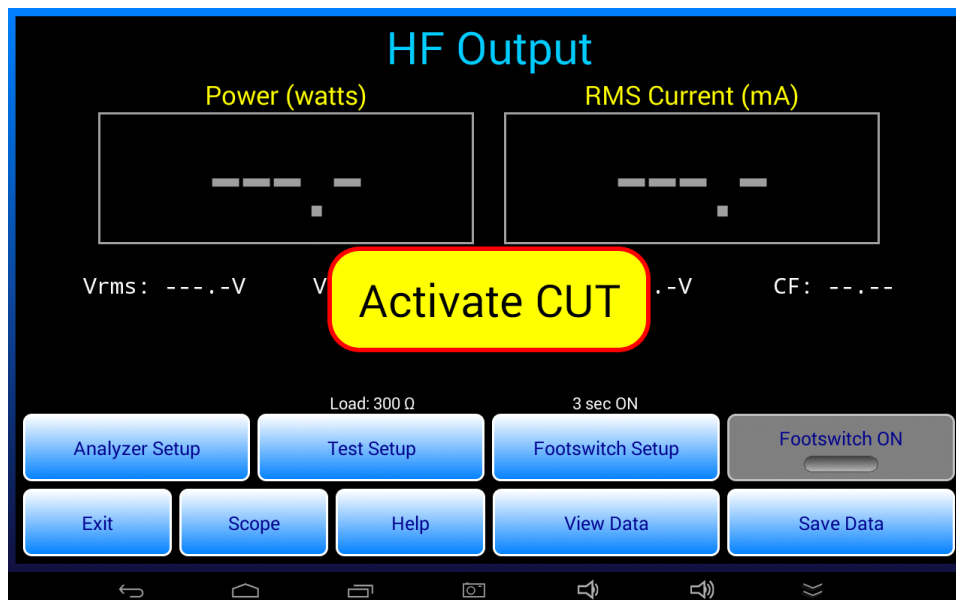 HF Output
Power (watts) RMS Current (mA)
---.- ---.-
Vrms: ---.-V V .-V CF: --.--
Activate CUT
Load: 300 Ω 3 sec ON
Analyzer Setup Test Setup Footswitch Setup Footswitch ON
Exit Scope Help View Data Save Data